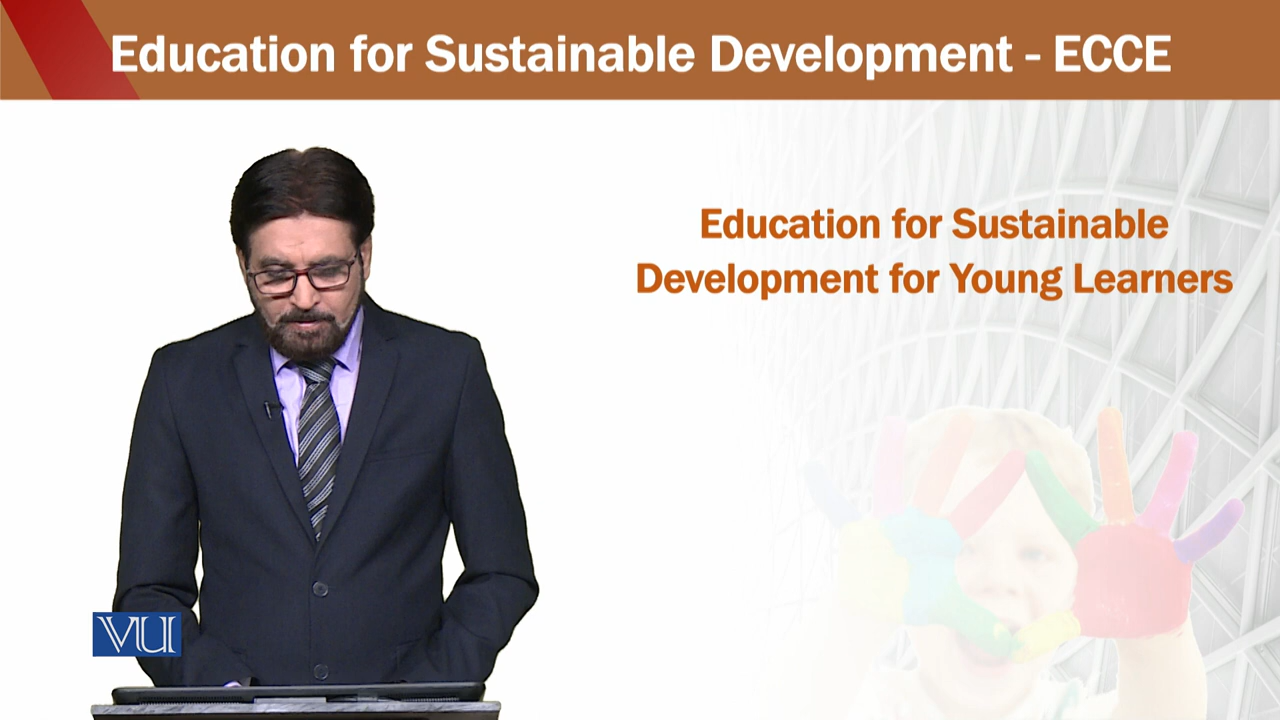 Education for Sustainable Development - ECCE
Education for Sustainable
Development for Young Learners
VU